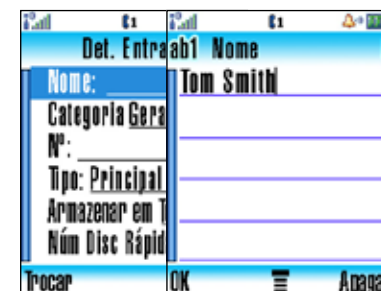 Det. Entra
Nome:
Categoria Gera
Nº:
Tipo: Principal
Armazenar em T
Núm Disc Rápid
Trocar
ab1 Nome
Tom Smith
OK
Apaga